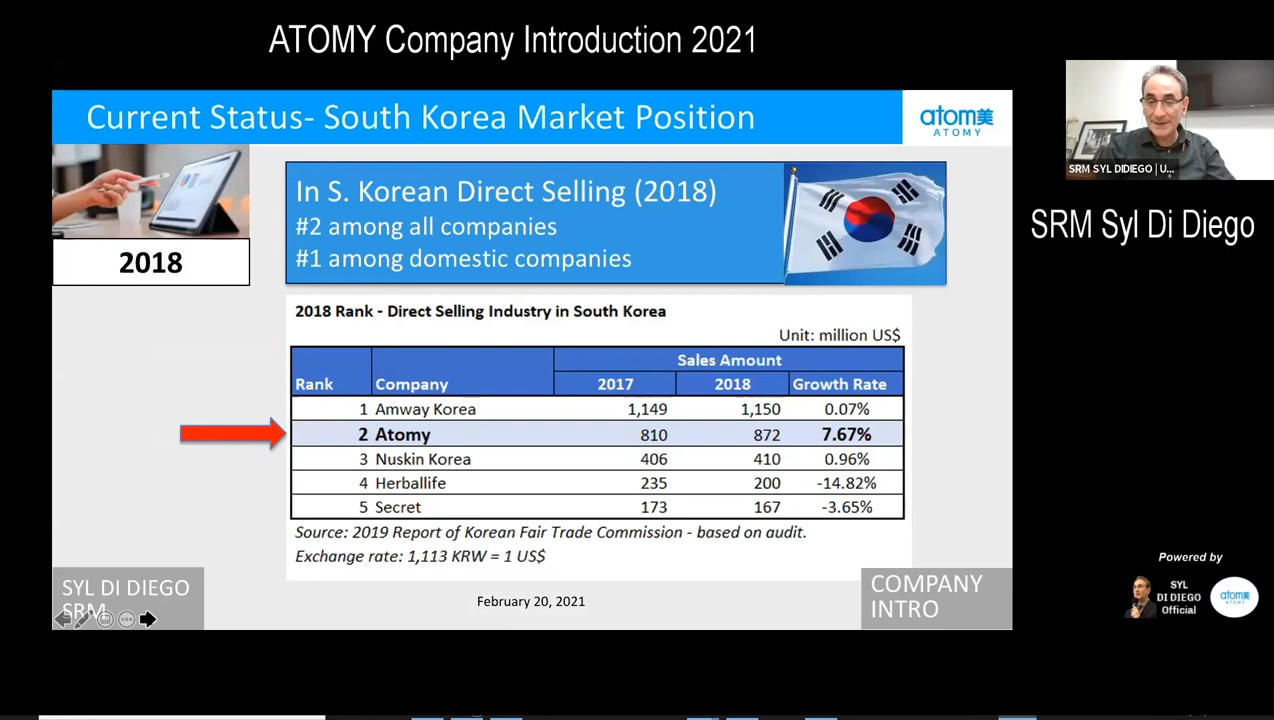 ATOMY Company Introduction 2021
Current Status- South Korea Market Position
atom美
ATOMY
SRM SYL DIDIEGO | U...
SRM Syl Di Diego
2018
In S. Korean Direct Selling (2018)
#2 among all companies
#1 among domestic companies
2018 Rank - Direct Selling Industry in South Korea
Unit: million US$
Sales Amount
Rank Company 2017 2018 Growth Rate
1 Amway Korea 1,149 1,150 0.07%
2 Atomy 810 872 7.67%
3 Nuskin Korea 406 410 0.96%
4 Herballife 235 200 -14.82%
5 Secret 173 167 -3.65%
Source: 2019 Report of Korean Fair Trade Commission - based on audit.
Exchange rate: 1,113 KRW = 1 US$
SYL DI DIEGO
SRM
February 20, 2021
COMPANY
INTRO
Powered by
SYL
DI DIEGO
Official
atom美
ATOMY